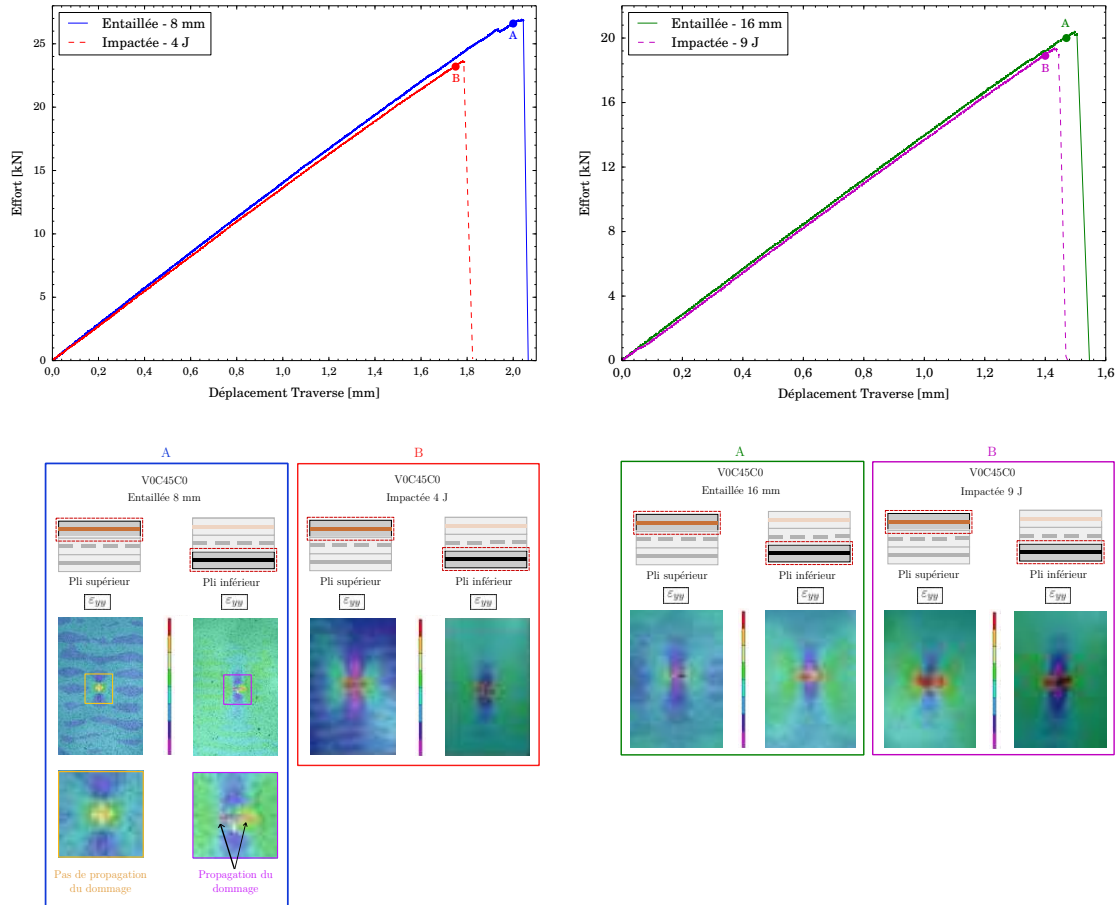 Entaillée - 8 mm
Impactée - 4 J
A
B
25
20
15
10
5
0
0,0 0,2 0,4 0,6 0,8 1,0 1,2 1,4 1,6 1,8 2,0
Effort [kN]
Déplacement Traverse [mm]
Entaillée - 16 mm
Impactée - 9 J
A
B
20
16
12
8
4
0
0,0 0,2 0,4 0,6 0,8 1,0 1,2 1,4 1,6
Effort [kN]
Déplacement Traverse [mm]
A
V0C45C0
Entaillée 8 mm
Pli supérieur Pli inférieur
εyy εyy
Pas de propagation
du dommage
Propagation du
dommage
B
V0C45C0
Impactée 4 J
Pli supérieur Pli inférieur
εyy εyy
A
V0C45C0
Entaillée 16 mm
Pli supérieur Pli inférieur
εyy εyy
B
V0C45C0
Impactée 9 J
Pli supérieur Pli inférieur
εyy εyy